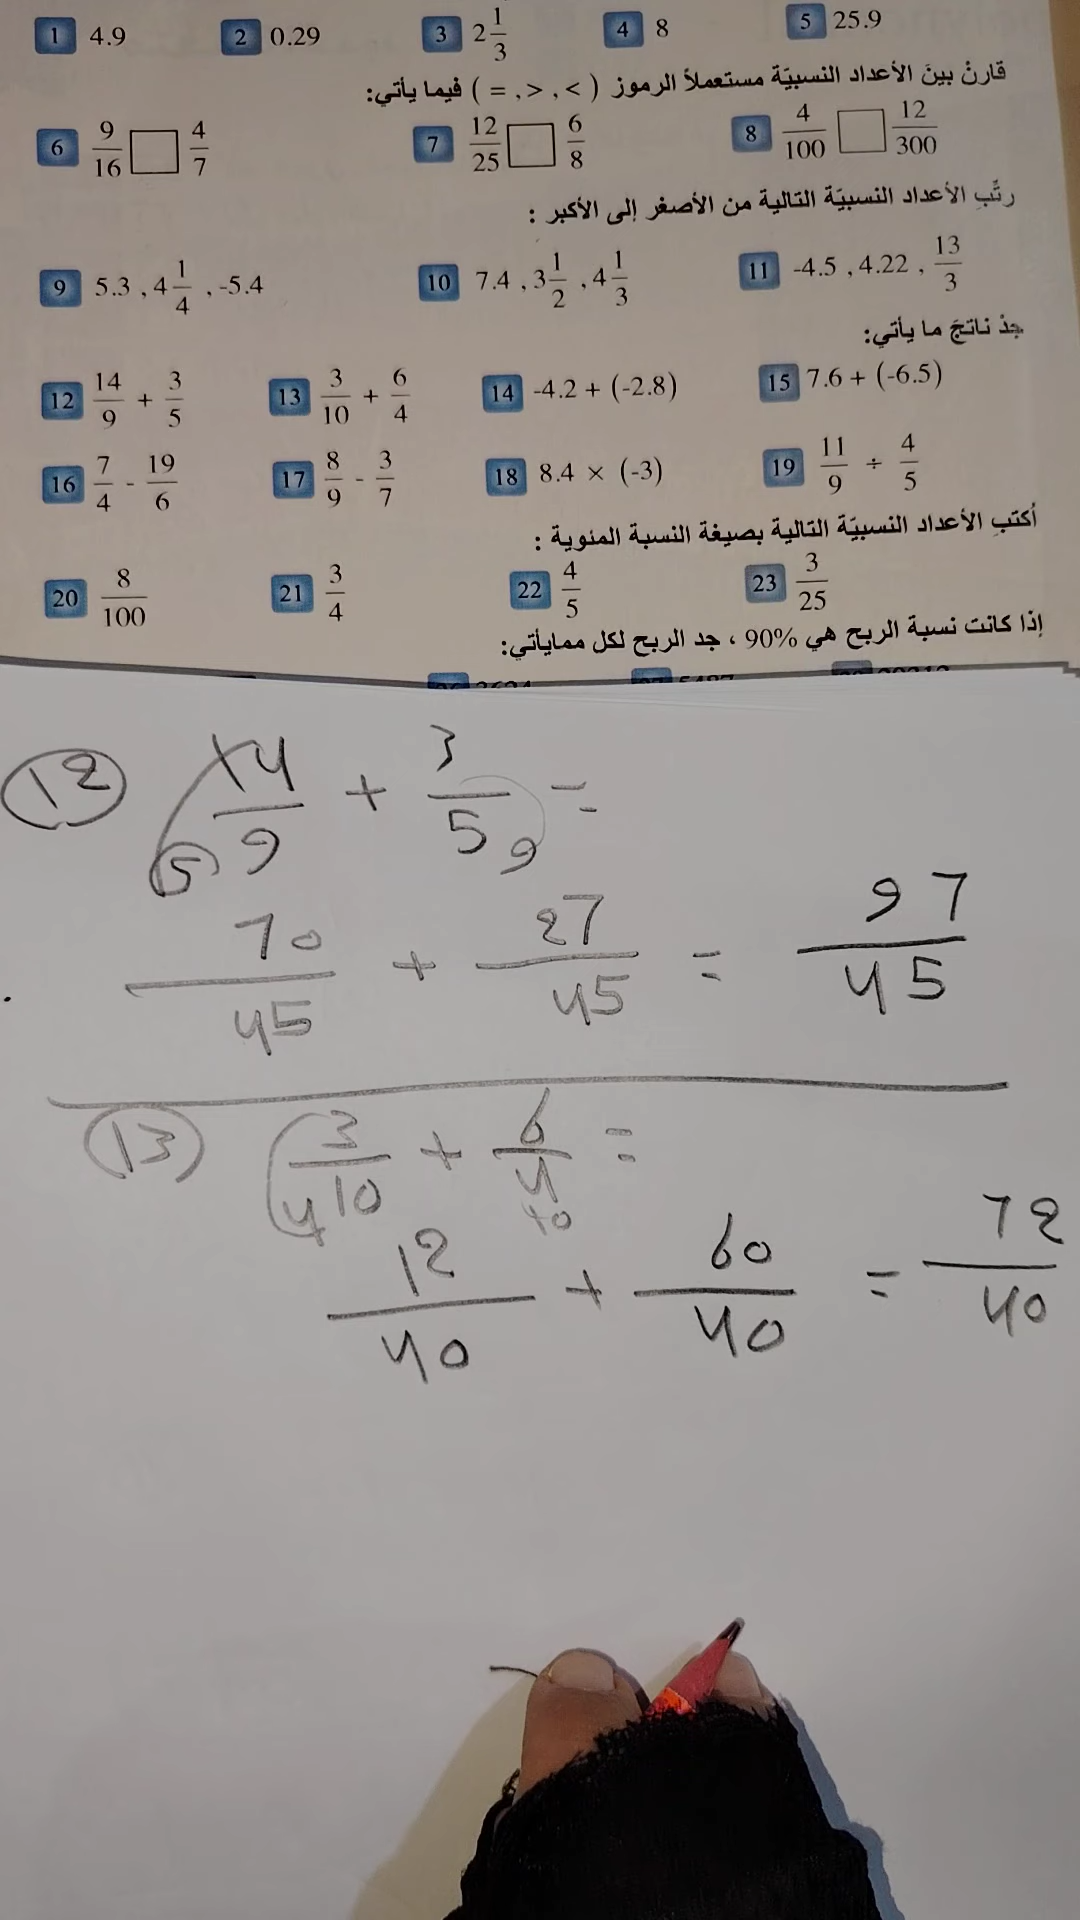 1 4.9 2 0.29 3 2 1/3 4 8 5 25.9
قارنْ بينَ الأعداد النسبيّة مستعملاً الرموز ( > ، < ، = ) فيما يأتي:
6 9/16 □ 4/7 7 12/25 □ 6/8 8 4/100 □ 12/300
رتّبِ الأعداد النسبيّة التالية من الأصغر إلى الأكبر :
9 5.3 , 4 1/4 , -5.4 10 7.4 , 3 1/2 , 4 1/3 11 -4.5 , 4.22 , 13/3
جدْ ناتجَ ما يأتي:
12 14/9 + 3/5 13 3/10 + 6/4 14 -4.2 + (-2.8) 15 7.6 + (-6.5)
16 7/4 - 19/6 17 8/9 - 3/7 18 8.4 × (-3) 19 11/9 ÷ 4/5
أكتبِ الأعداد النسبيّة التالية بصيغة النسبة المئوية :
20 8/100 21 3/4 22 4/5 23 3/25
إذا كانت نسبة الربح هي 90% ، جد الربح لكل ممايأتي:
12 14/9 5 + 3/5 9 =
70/45 + 27/45 = 97/45
13 3/10 4 + 6/4 10 =
12/40 + 60/40 = 72/40